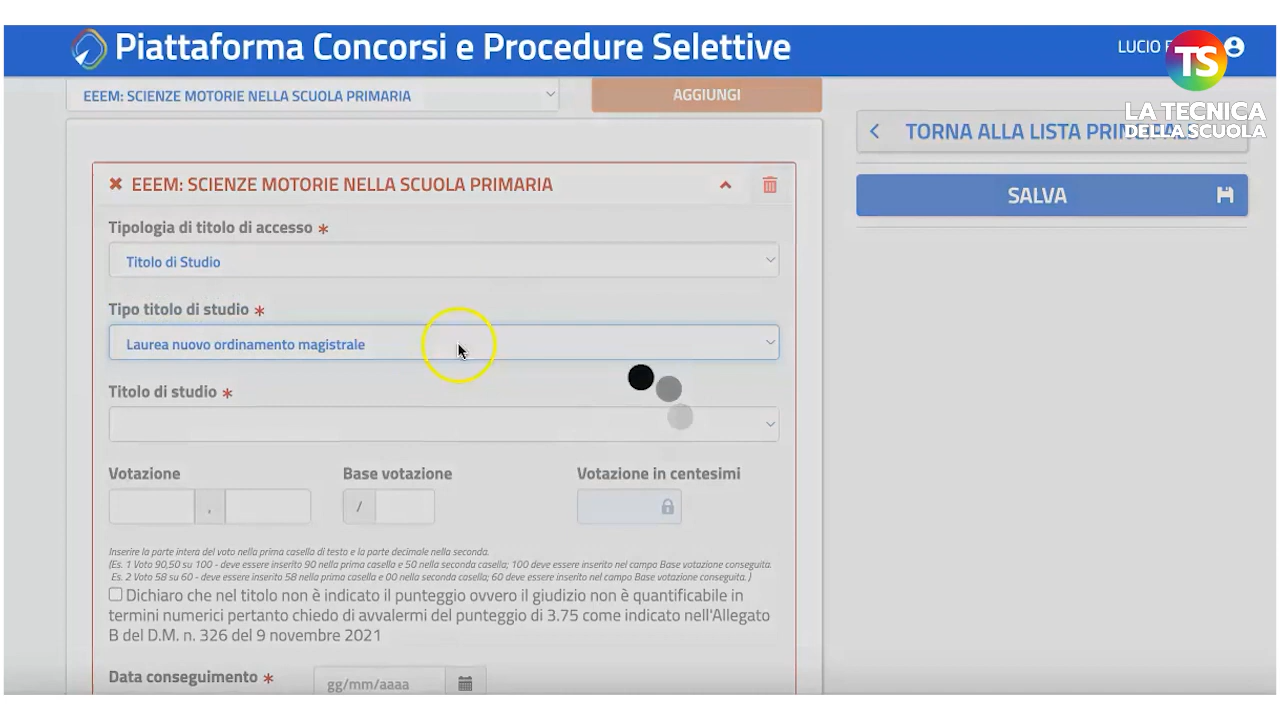 Piattaforma Concorsi e Procedure Selettive
LUCIO
TS
LA TECNICA
DELLA SCUOLA
EEEM: SCIENZE MOTORIE NELLA SCUOLA PRIMARIA
AGGIUNGI
TORNA ALLA LISTA PRINCIPALE
SALVA
EEEM: SCIENZE MOTORIE NELLA SCUOLA PRIMARIA
Tipologia di titolo di accesso *
Titolo di Studio
Tipo titolo di studio *
Laurea nuovo ordinamento magistrale
Titolo di studio *
Votazione
Base votazione
Votazione in centesimi
,
/
Inserire la parte intera del voto nella prima casella di testo e la parte decimale nella seconda.
(Es. 1 Voto 90,50 su 100 - deve essere inserito 90 nella prima casella e 50 nella seconda casella; 100 deve essere inserito nel campo Base votazione conseguita.
Es. 2 Voto 58 su 60 - deve essere inserito 58 nella prima casella e 00 nella seconda casella; 60 deve essere inserito nel campo Base votazione conseguita. )
Dichiaro che nel titolo non è indicato il punteggio ovvero il giudizio non è quantificabile in
termini numerici pertanto chiedo di avvalermi del punteggio di 3.75 come indicato nell'Allegato
B del D.M. n. 326 del 9 novembre 2021
Data conseguimento *
gg/mm/aaaa